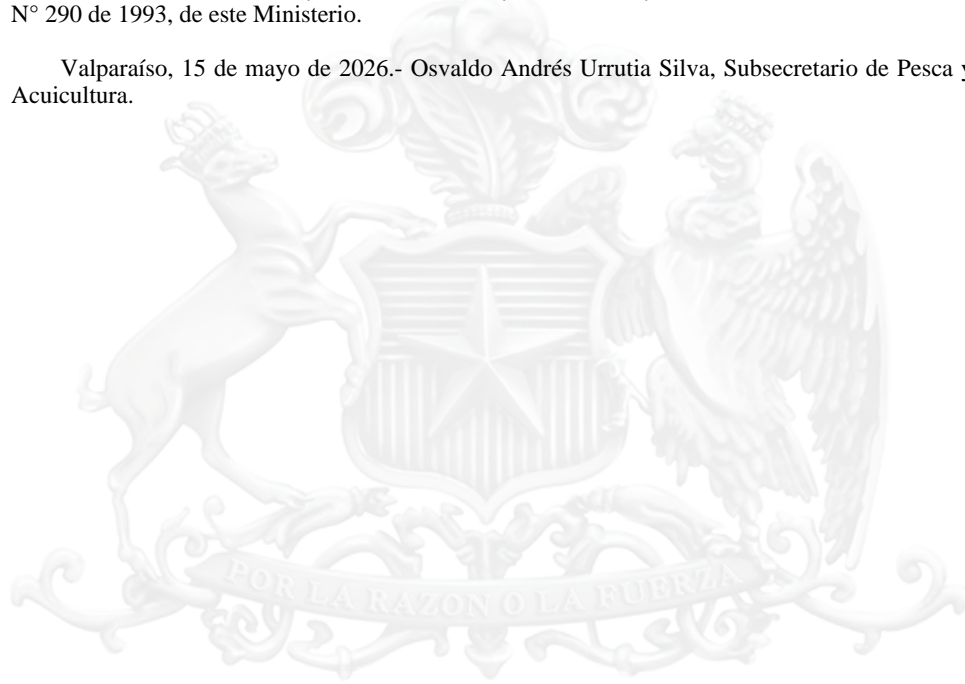 N° 290 de 1993, de este Ministerio.
Valparaíso, 15 de mayo de 2026.- Osvaldo Andrés Urrutia Silva, Subsecretario de Pesca y
Acuicultura.
POR LA RAZON O LA FUERZA